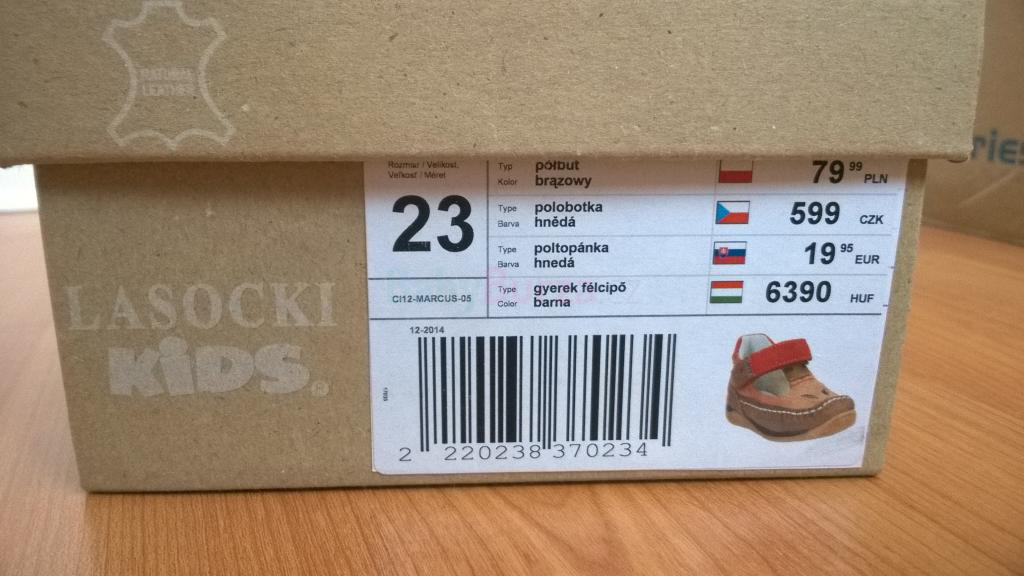 NATURAL
LEATHER
ries
Rozmiar / Velikost,
Veľkosť / Méret
23
CI12-MARCUS-05
Typ półbut
Kolor brązowy
79 99 PLN
Type polobotka
Barva hnědá
599 CZK
Type poltopánka
Barva hnedá
19 95 EUR
Type gyerek félcipő
Color barna
6390 HUF
LASOCKI
KiDS®
12-2014
2 220238 370234